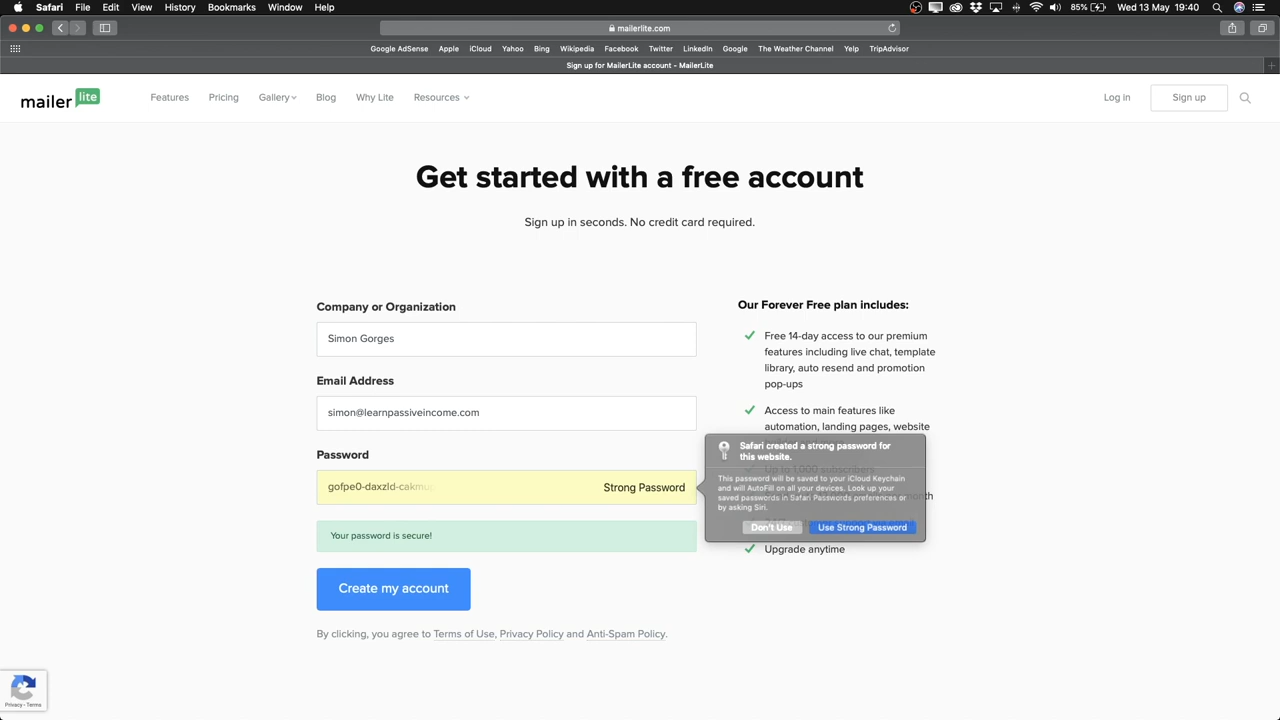 Safari File Edit View History Bookmarks Window Help
85% Wed 13 May 19:40
mailerlite.com
Google AdSense Apple iCloud Yahoo Bing Wikipedia Facebook Twitter LinkedIn Google The Weather Channel Yelp TripAdvisor
Sign up for MailerLite account - MailerLite
mailer lite
Features Pricing Gallery Blog Why Lite Resources
Log in Sign up
Get started with a free account
Sign up in seconds. No credit card required.
Company or Organization
Simon Gorges
Email Address
simon@learnpassiveincome.com
Password
gofpe0-daxzld-cakmu Strong Password
Your password is secure!
Create my account
By clicking, you agree to Terms of Use, Privacy Policy and Anti-Spam Policy.
Our Forever Free plan includes:
Free 14-day access to our premium
features including live chat, template
library, auto resend and promotion
pop-ups
Access to main features like
automation, landing pages, website
Up to 1,000 subscribers
Safari created a strong password for
this website.
This password will be saved to your iCloud Keychain
and will AutoFill on all your devices. Look up your
saved passwords in Safari Passwords preferences or
by asking Siri.
Don't Use Use Strong Password
Upgrade anytime
Privacy - Terms